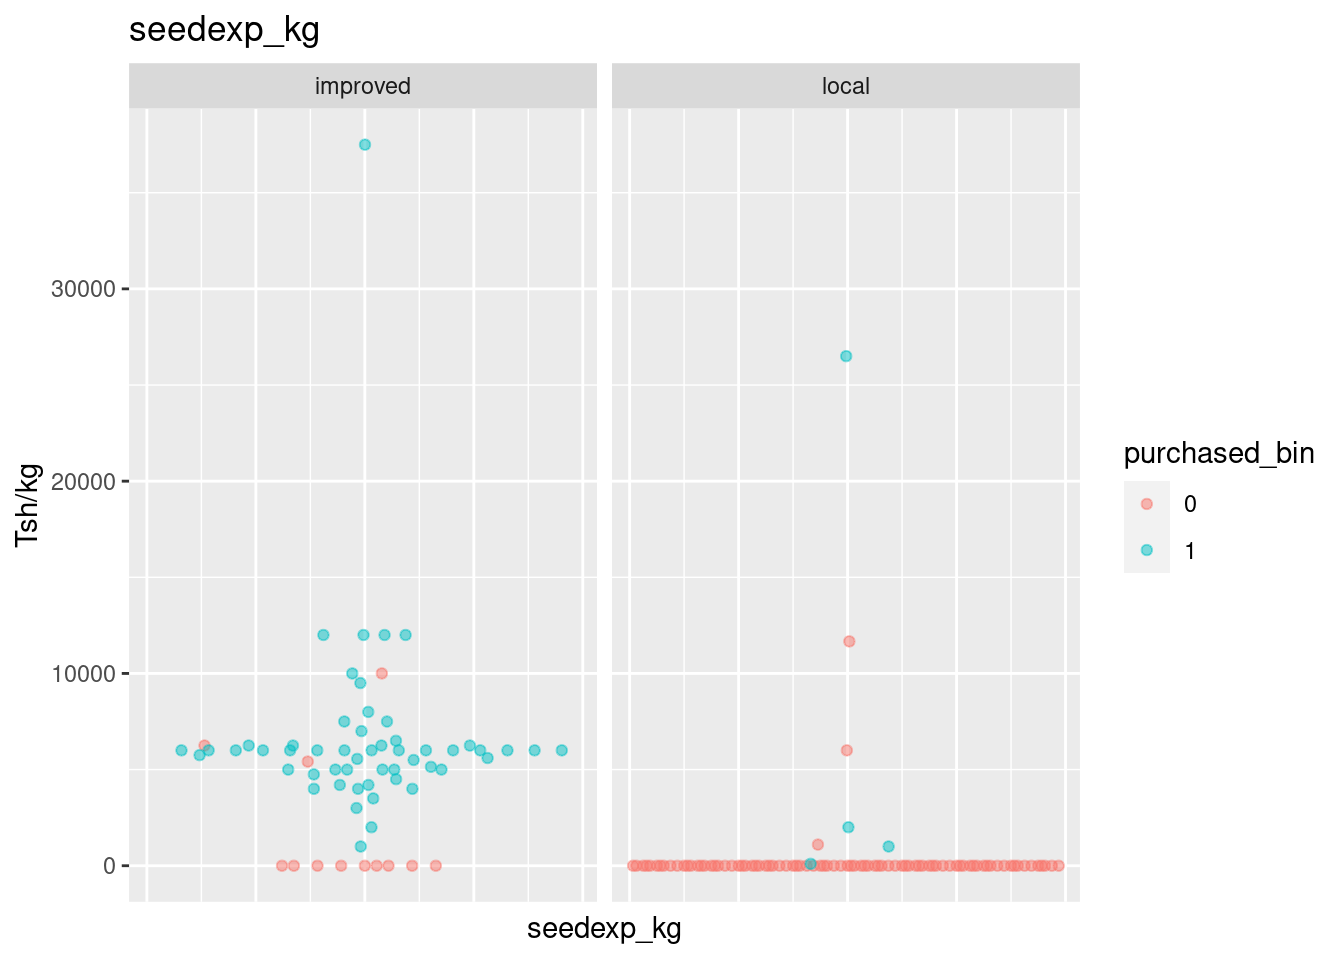 seedexp_kg
improved
local
30000
20000
10000
0
Tsh/kg
seedexp_kg
purchased_bin
0
1